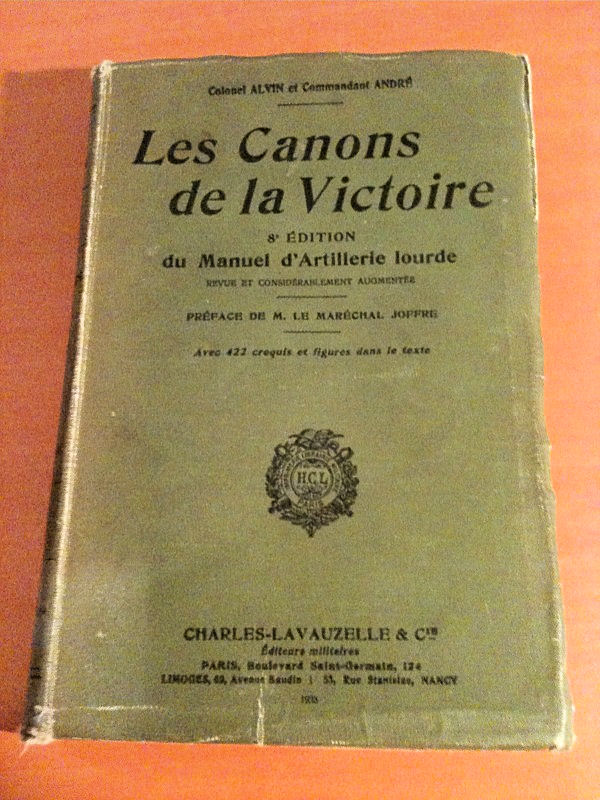 Colonel ALVIN et Commandant ANDRÉ
Les Canons
de la Victoire
8ᵉ ÉDITION
du Manuel d'Artillerie lourde
REVUE ET CONSIDÉRABLEMENT AUGMENTÉE
PRÉFACE DE M. LE MARÉCHAL JOFFRE
Avec 422 croquis et figures dans le texte
HCL
PARIS
CHARLES-LAVAUZELLE & Cᴵᴱ
Éditeurs militaires
PARIS, Boulevard Saint-Germain, 124
LIMOGES, 62, Avenue Baudin | 53, Rue Stanislas, NANCY